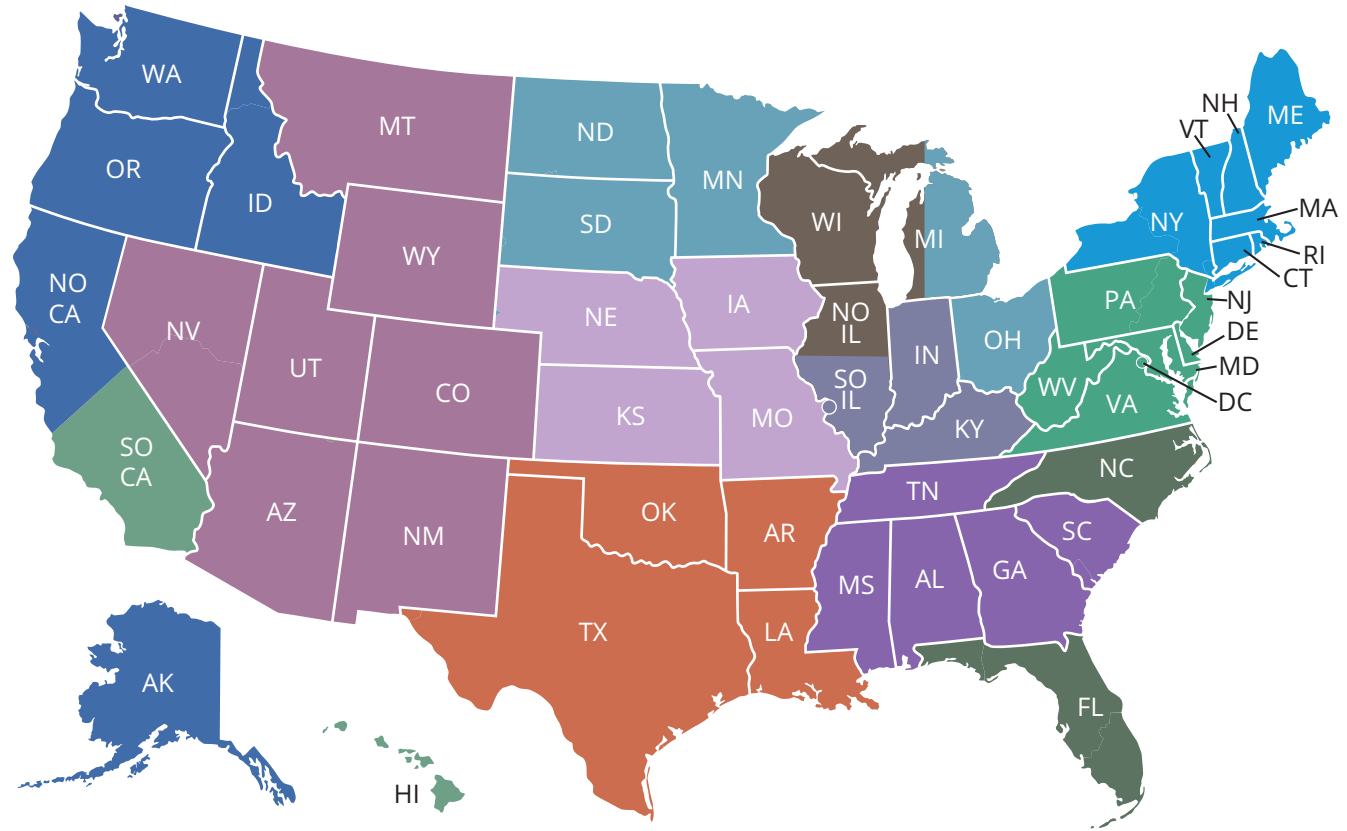 WA
OR
ID
MT
ND
MN
SD
WY
NO
CA
NV
UT
CO
NE
IA
KS
MO
WI
MI
NO
IL
SO
IL
IN
OH
KY
WV
VA
PA
NY
VT
NH
ME
MA
RI
CT
NJ
DE
MD
DC
SO
CA
AZ
NM
OK
AR
TX
LA
TN
NC
SC
MS
AL
GA
FL
AK
HI